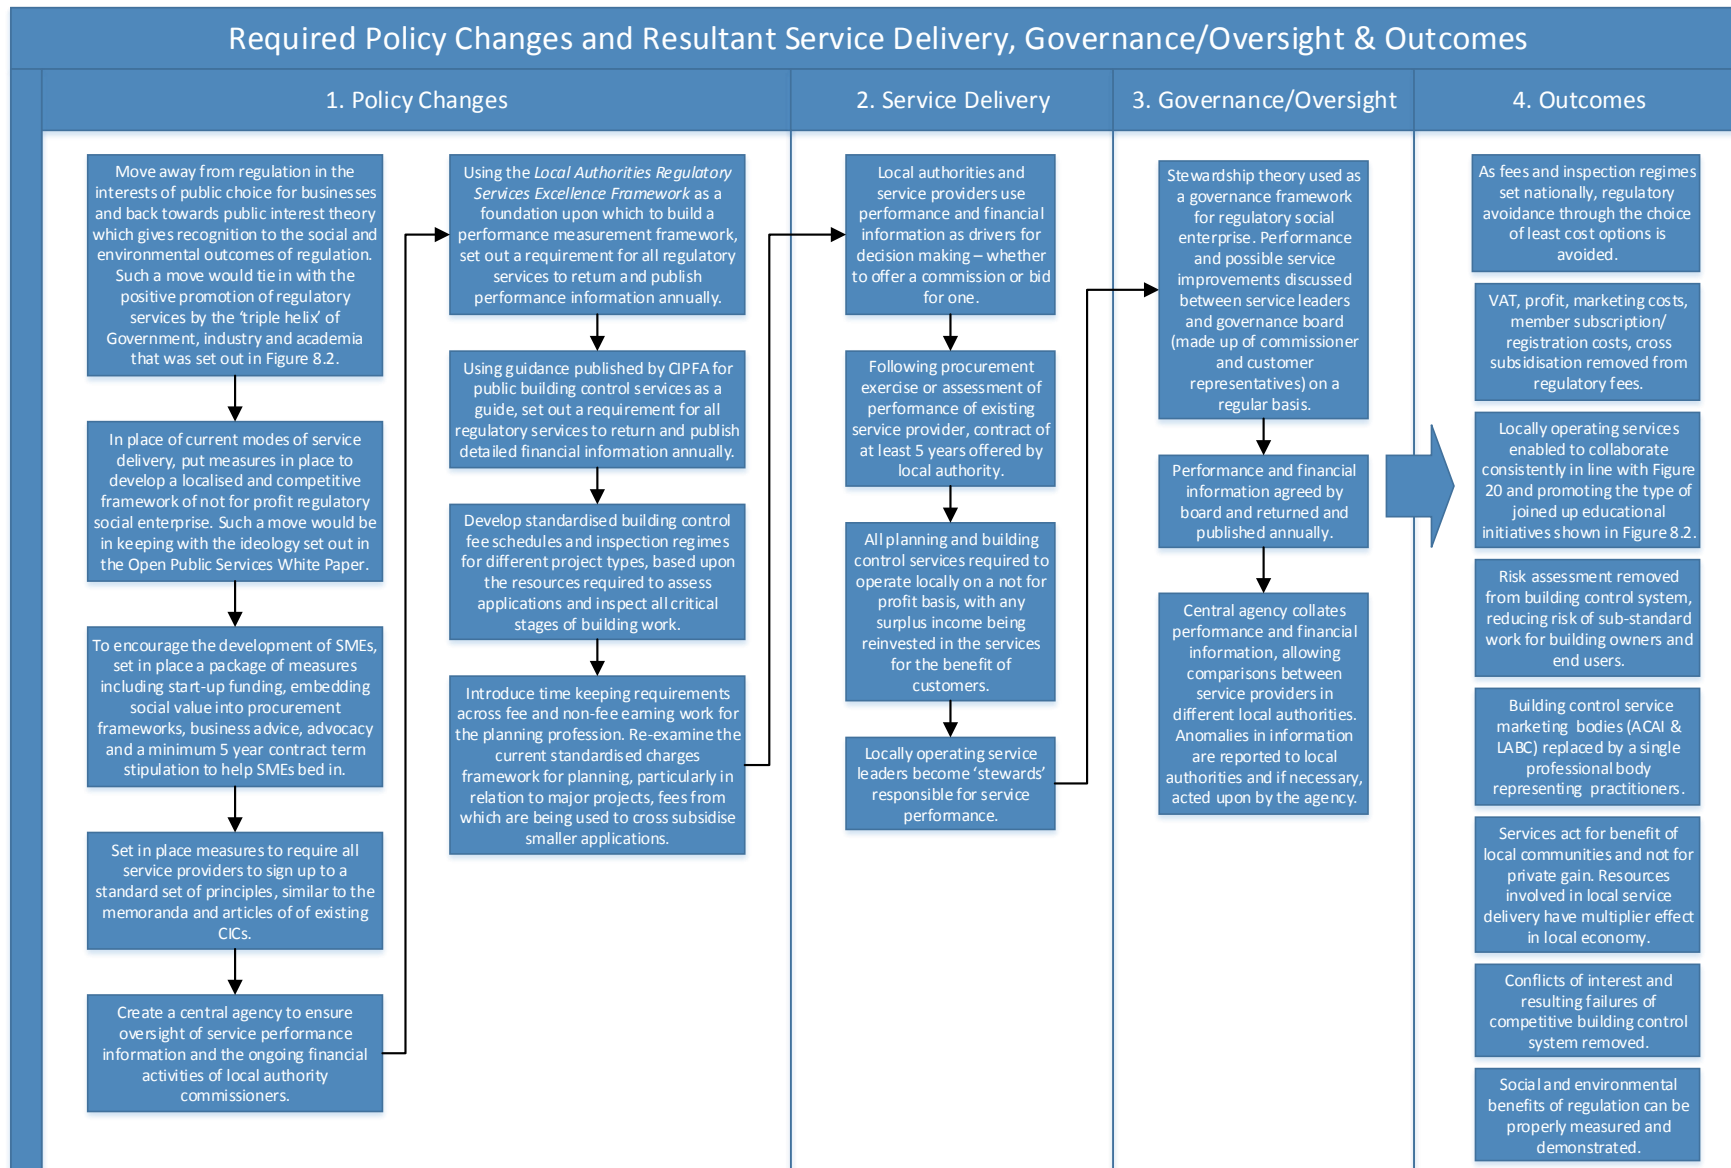 Required Policy Changes and Resultant Service Delivery, Governance/Oversight & Outcomes
1. Policy Changes
Move away from regulation in the
interests of public choice for businesses
and back towards public interest theory
which gives recognition to the social and
environmental outcomes of regulation.
Such a move would tie in with the
positive promotion of regulatory
services by the ‘triple helix’ of
Government, industry and academia
that was set out in Figure 8.2.
In place of current modes of service
delivery, put measures in place to
develop a localised and competitive
framework of not for profit regulatory
social enterprise. Such a move would be
in keeping with the ideology set out in
the Open Public Services White Paper.
To encourage the development of SMEs,
set in place a package of measures
including start-up funding, embedding
social value into procurement
frameworks, business advice, advocacy
and a minimum 5 year contract term
stipulation to help SMEs bed in.
Set in place measures to require all
service providers to sign up to a
standard set of principles, similar to the
memoranda and articles of of existing
CICs.
Create a central agency to ensure
oversight of service performance
information and the ongoing financial
activities of local authority
commissioners.
Using the Local Authorities Regulatory
Services Excellence Framework as a
foundation upon which to build a
performance measurement framework,
set out a requirement for all regulatory
services to return and publish
performance information annually.
Using guidance published by CIPFA for
public building control services as a
guide, set out a requirement for all
regulatory services to return and publish
detailed financial information annually.
Develop standardised building control
fee schedules and inspection regimes
for different project types, based upon
the resources required to assess
applications and inspect all critical
stages of building work.
Introduce time keeping requirements
across fee and non-fee earning work for
the planning profession. Re-examine the
current standardised charges
framework for planning, particularly in
relation to major projects, fees from
which are being used to cross subsidise
smaller applications.
2. Service Delivery
Local authorities and
service providers use
performance and financial
information as drivers for
decision making – whether
to offer a commission or bid
for one.
Following procurement
exercise or assessment of
performance of existing
service provider, contract of
at least 5 years offered by
local authority.
All planning and building
control services required to
operate locally on a not for
profit basis, with any
surplus income being
reinvested in the services
for the benefit of
customers.
Locally operating service
leaders become ‘stewards’
responsible for service
performance.
3. Governance/Oversight
Stewardship theory used as
a governance framework
for regulatory social
enterprise. Performance
and possible service
improvements discussed
between service leaders
and governance board
(made up of commissioner
and customer
representatives) on a
regular basis.
Performance and financial
information agreed by
board and returned and
published annually.
Central agency collates
performance and financial
information, allowing
comparisons between
service providers in
different local authorities.
Anomalies in information
are reported to local
authorities and if necessary,
acted upon by the agency.
4. Outcomes
As fees and inspection regimes
set nationally, regulatory
avoidance through the choice
of least cost options is
avoided.
VAT, profit, marketing costs,
member subscription/
registration costs, cross
subsidisation removed from
regulatory fees.
Locally operating services
enabled to collaborate
consistently in line with Figure
20 and promoting the type of
joined up educational
initiatives shown in Figure 8.2.
Risk assessment removed
from building control system,
reducing risk of sub-standard
work for building owners and
end users.
Building control service
marketing bodies (ACAI &
LABC) replaced by a single
professional body
representing practitioners.
Services act for benefit of
local communities and not for
private gain. Resources
involved in local service
delivery have multiplier effect
in local economy.
Conflicts of interest and
resulting failures of
competitive building control
system removed.
Social and environmental
benefits of regulation can be
properly measured and
demonstrated.